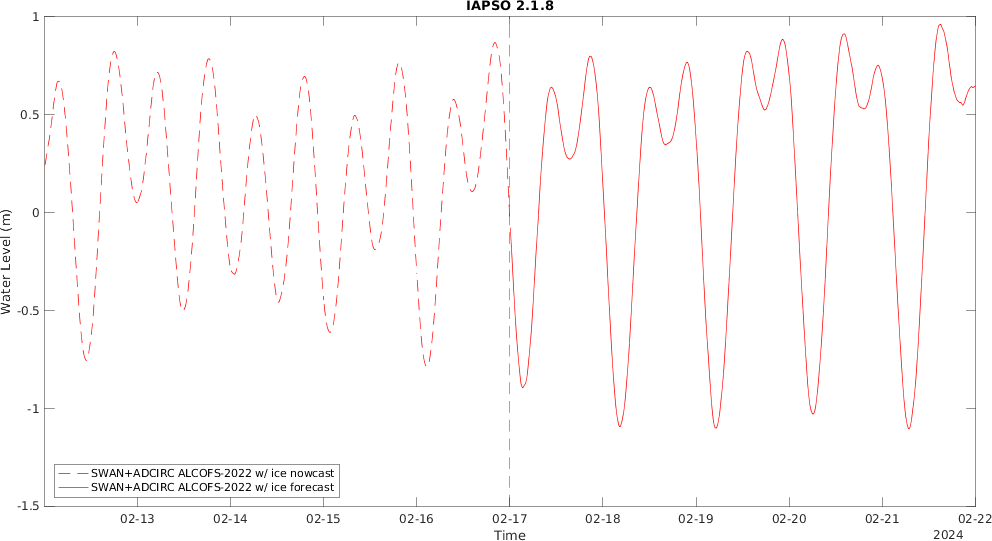 IAPSO 2.1.8
1
0.5
0
-0.5
-1
-1.5
Water Level (m)
SWAN+ADCIRC ALCOFS-2022 w/ ice nowcast
SWAN+ADCIRC ALCOFS-2022 w/ ice forecast
02-13 02-14 02-15 02-16 02-17 02-18 02-19 02-20 02-21 02-22
Time
2024